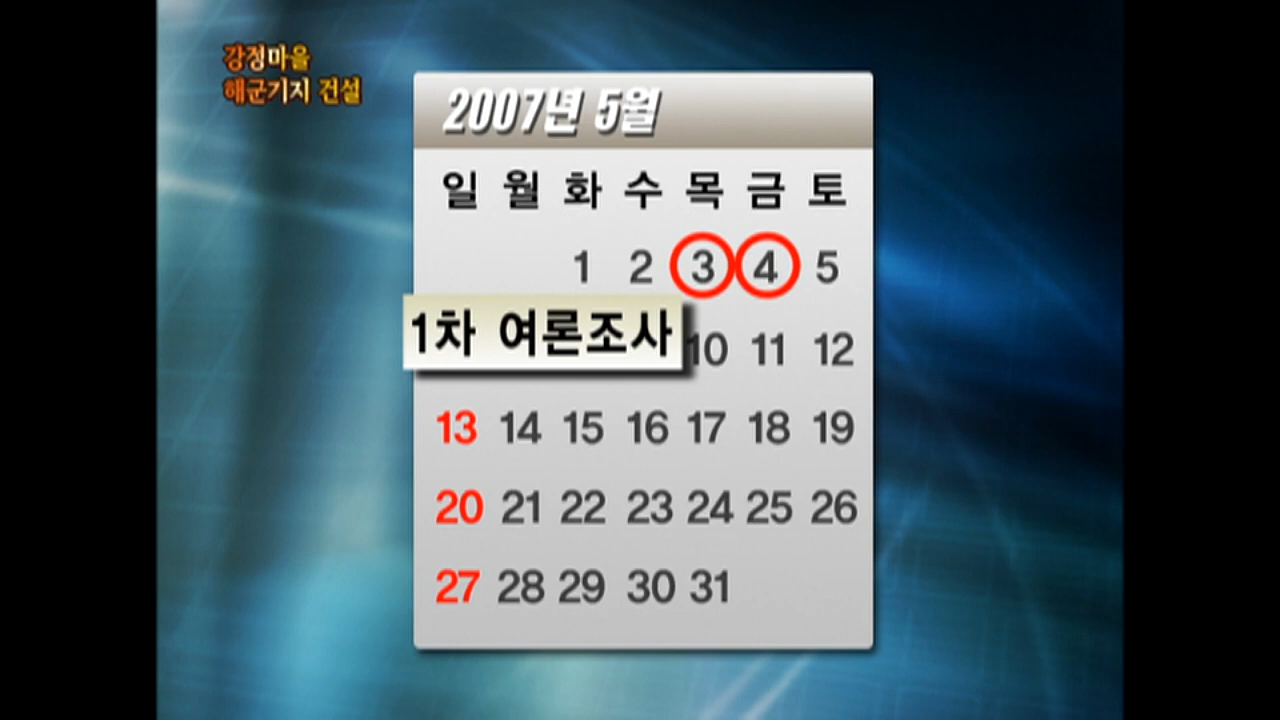 강정마을
해군기지 건설
2007년 5월
일 월 화 수 목 금 토
1 2 3 4 5
1차 여론조사
10 11 12
13 14 15 16 17 18 19
20 21 22 23 24 25 26
27 28 29 30 31